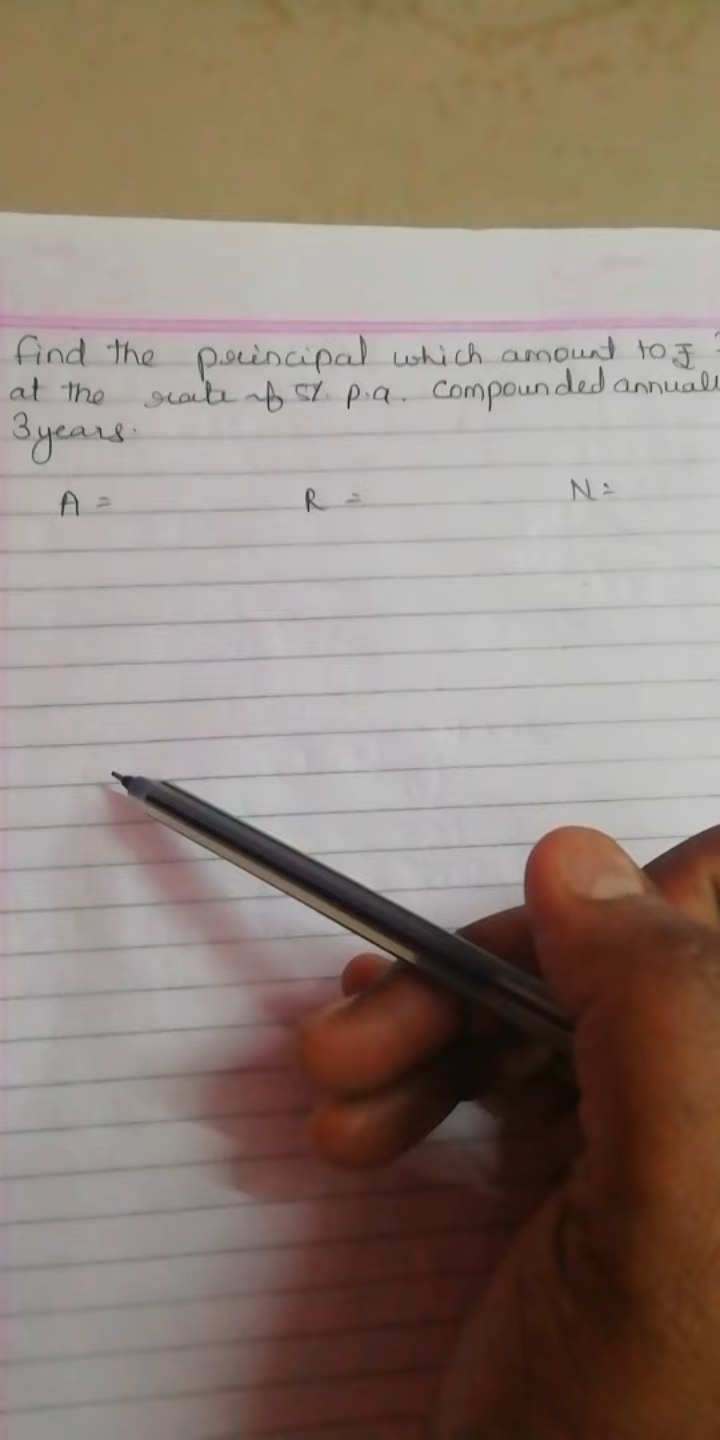 find the principal which amount to ₹
at the rate of 5% p.a. compounded annuall
3 years.
A = R = N =